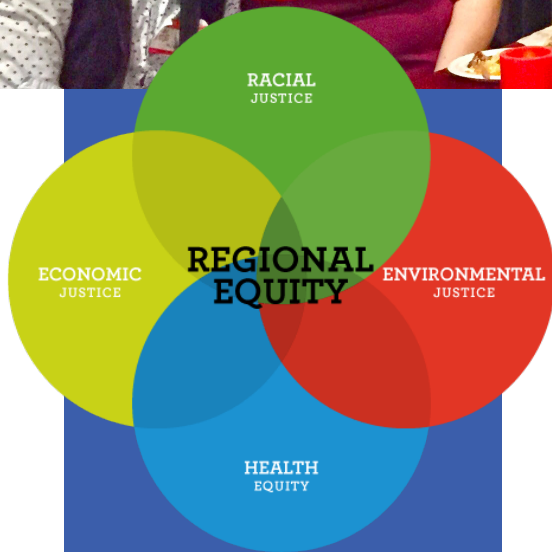 RACIAL
JUSTICE
REGIONAL
EQUITY
ECONOMIC
JUSTICE
ENVIRONMENTAL
JUSTICE
HEALTH
EQUITY